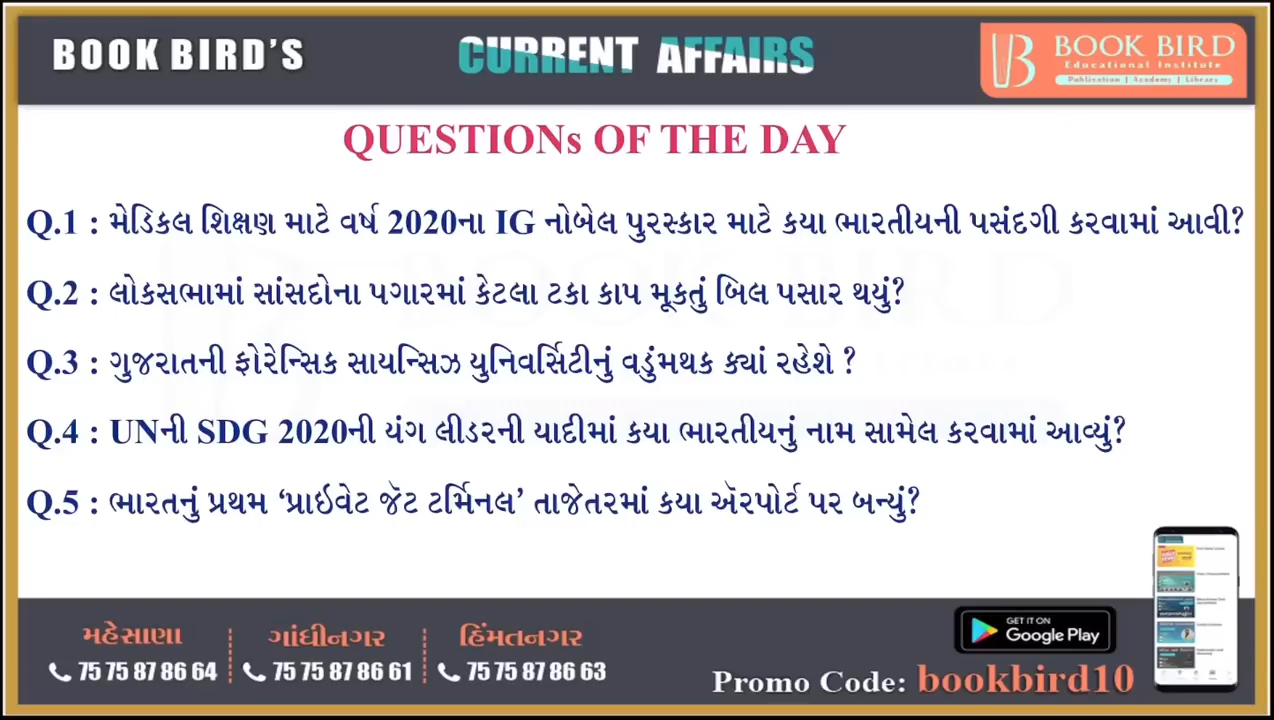 BOOK BIRD'S
CURRENT AFFAIRS
BOOK BIRD
Educational Institute
Publication | Academy | Library
QUESTIONs OF THE DAY
Q.1 : મેડિકલ શિક્ષણ માટે વર્ષ 2020ના IG નોબેલ પુરસ્કાર માટે કયા ભારતીયની પસંદગી કરવામાં આવી?
Q.2 : લોકસભામાં સાંસદોના પગારમાં કેટલા ટકા કાપ મૂકતું બિલ પસાર થયું?
Q.3 : ગુજરાતની ફોરેન્સિક સાયન્સિઝ યુનિવર્સિટીનું વડુંમથક ક્યાં રહેશે ?
Q.4 : UNની SDG 2020ની યંગ લીડરની યાદીમાં કયા ભારતીયનું નામ સામેલ કરવામાં આવ્યું?
Q.5 : ભારતનું પ્રથમ ‘પ્રાઇવેટ જૅટ ટર્મિનલ’ તાજેતરમાં કયા ઍરપોર્ટ પર બન્યું?
મહેસાણા
75 75 87 86 64
ગાંધીનગર
75 75 87 86 61
હિંમતનગર
75 75 87 86 63
GET IT ON
Google Play
Promo Code: bookbird10